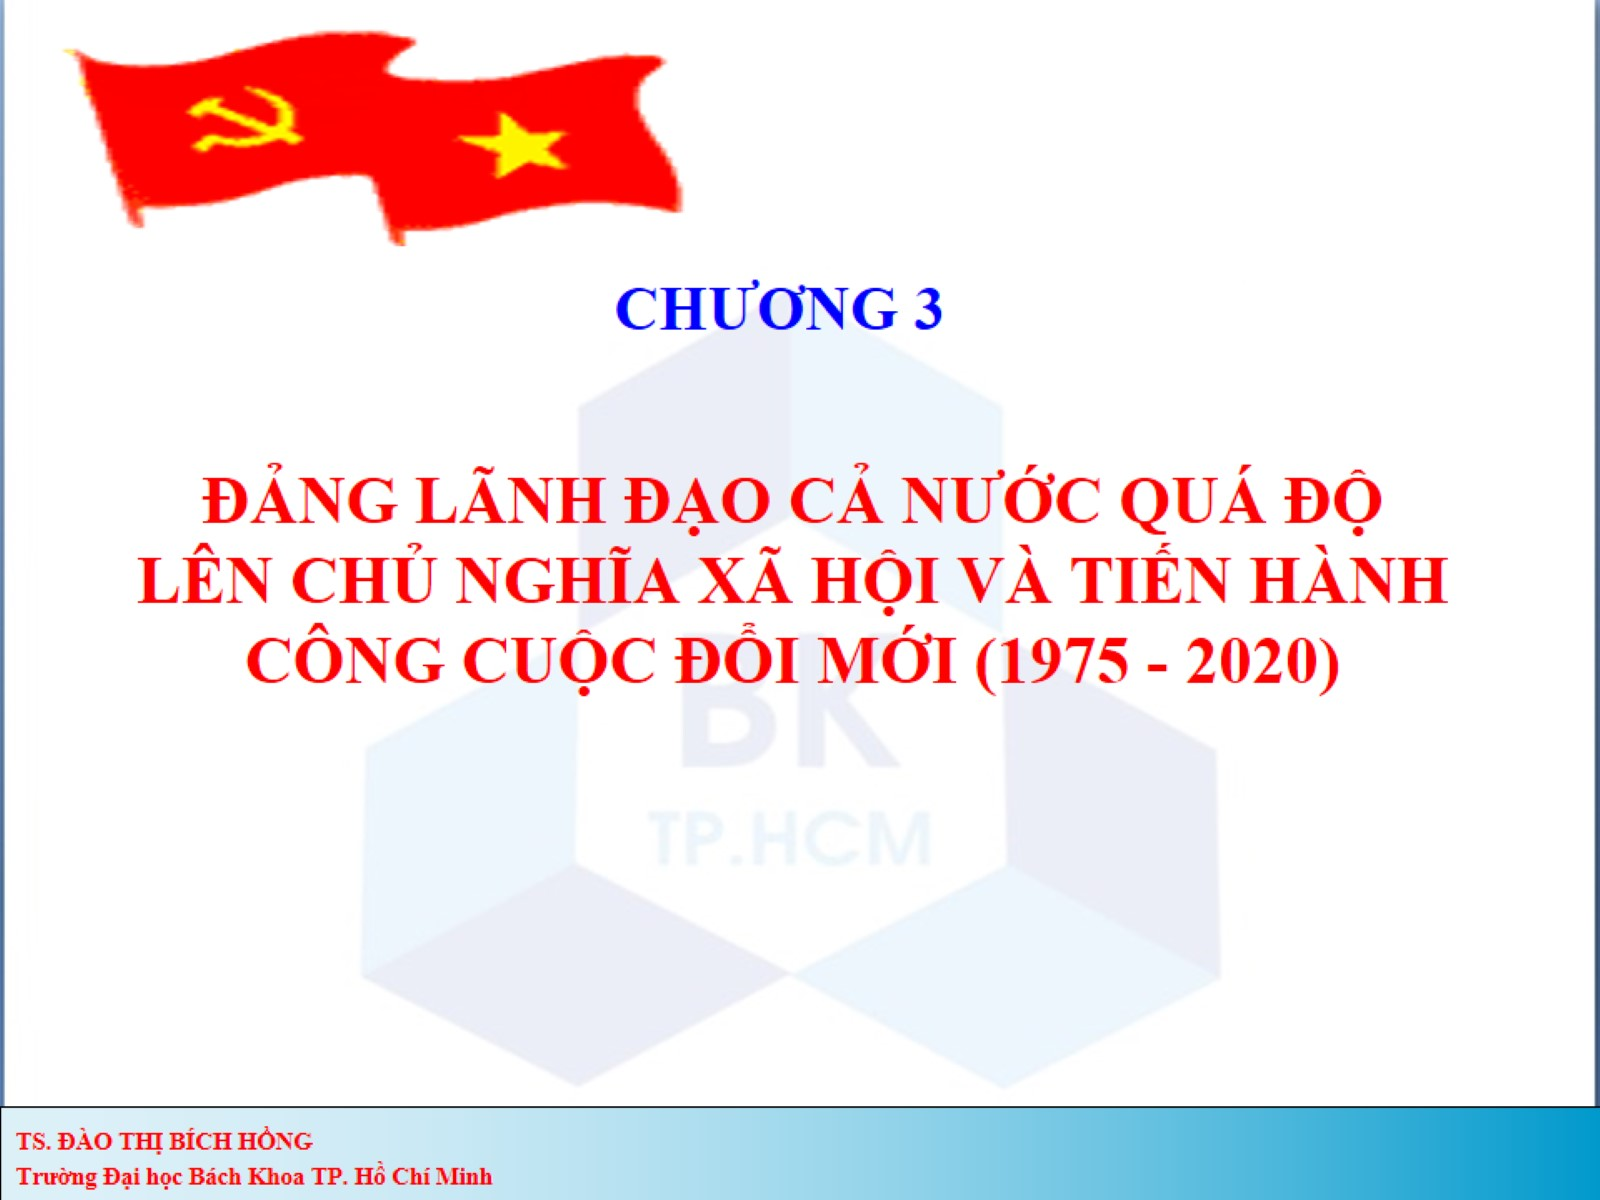 CHƯƠNG 3
ĐẢNG LÃNH ĐẠO CẢ NƯỚC QUÁ ĐỘ
LÊN CHỦ NGHĨA XÃ HỘI VÀ TIẾN HÀNH
CÔNG CUỘC ĐỔI MỚI (1975 - 2020)
BK
TP.HCM
TS. ĐÀO THỊ BÍCH HỒNG
Trường Đại học Bách Khoa TP. Hồ Chí Minh